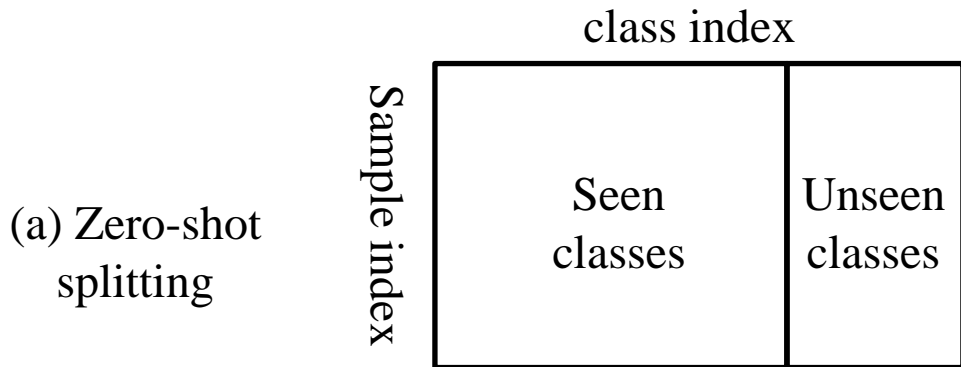 class index
Sample index
(a) Zero-shot
splitting
Seen
classes
Unseen
classes